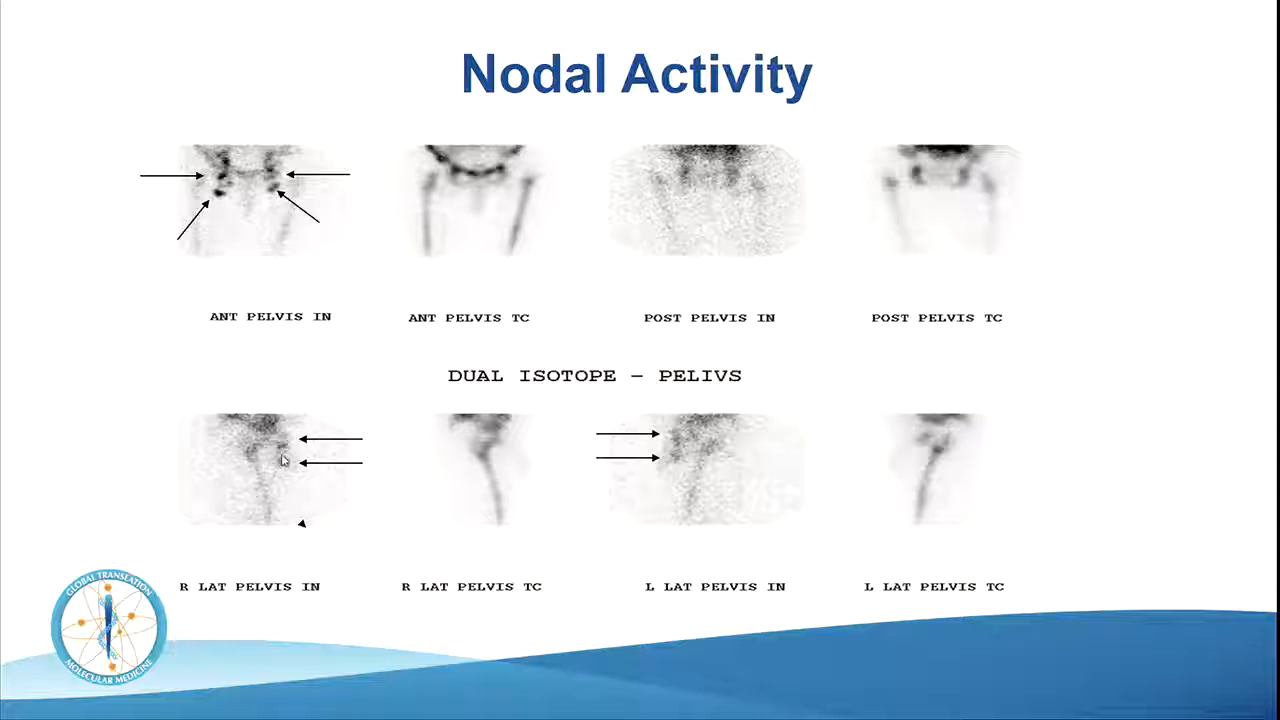 Nodal Activity
ANT PELVIS IN
ANT PELVIS TC
POST PELVIS IN
POST PELVIS TC
DUAL ISOTOPE – PELIVS
R LAT PELVIS IN
R LAT PELVIS TC
L LAT PELVIS IN
L LAT PELVIS TC
GLOBAL TRANSLATION
MOLECULAR MEDICINE